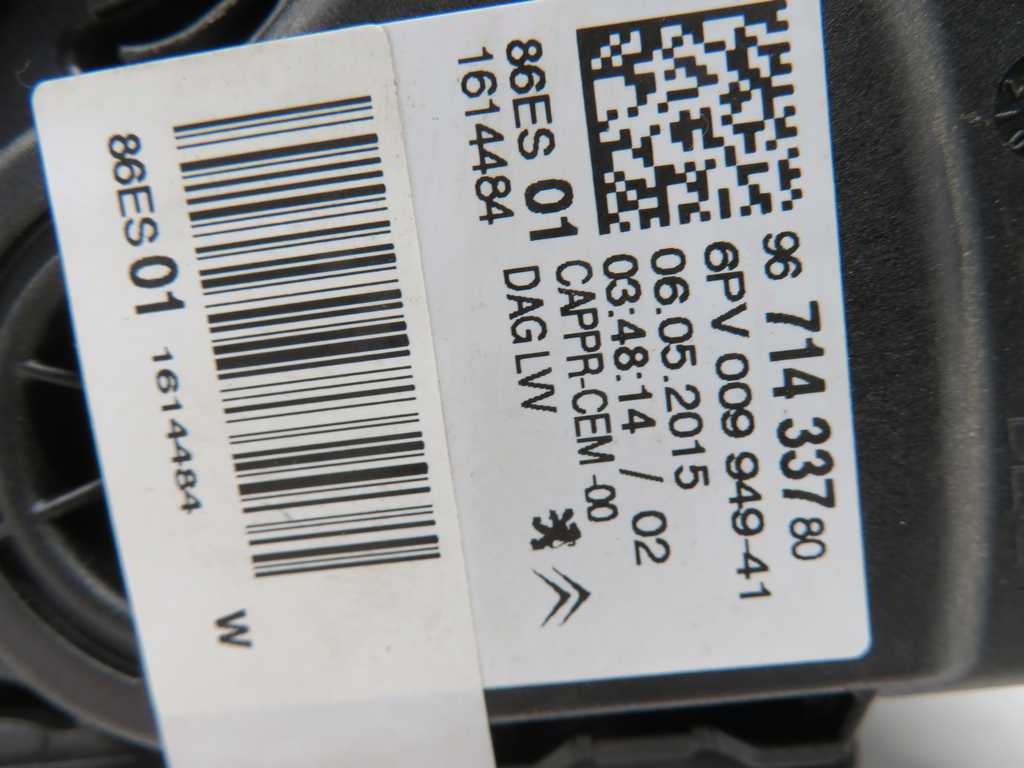 96 714 337 80
6PV 009 949-41
06.05.2015
03:48:14 / 02
86ES 01 CAPPR-CEM -00
1614484 DAG LVV
86ES 01 1614484
W